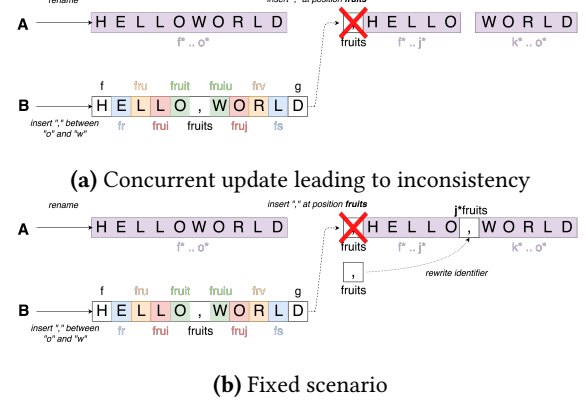 rename
insert "," at position fruits
A H E L L O W O R L D , H E L L O W O R L D
f* .. o* fruits f* .. j* k* .. o*
f fru fruit fruiu frv g
B H E L L O , W O R L D
insert "," between
"o" and "w"
fr frui fruits fruj fs
(a) Concurrent update leading to inconsistency
rename insert "," at position fruits j*fruits
A H E L L O W O R L D , H E L L O , W O R L D
f* .. o* fruits f* .. j* k* .. o*
, rewrite identifier
fruits
f fru fruit fruiu frv g
B H E L L O , W O R L D
insert "," between
"o" and "w"
fr frui fruits fruj fs
(b) Fixed scenario